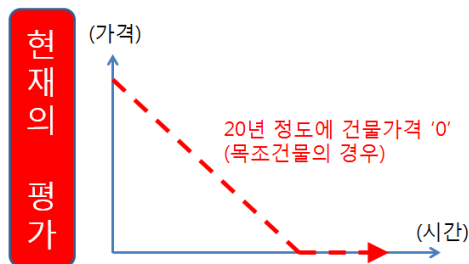 현재의 평가
(가격)
20년 정도에 건물가격 '0'
(목조건물의 경우)
(시간)